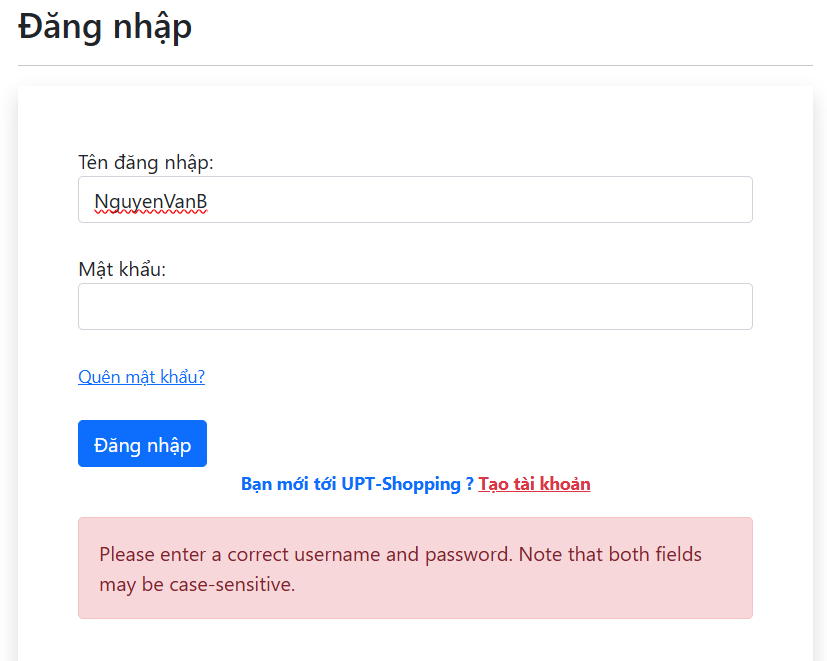 Đăng nhập
Tên đăng nhập:
NguyenVanB
Mật khẩu:
Quên mật khẩu?
Đăng nhập
Bạn mới tới UPT-Shopping ? Tạo tài khoản
Please enter a correct username and password. Note that both fields
may be case-sensitive.